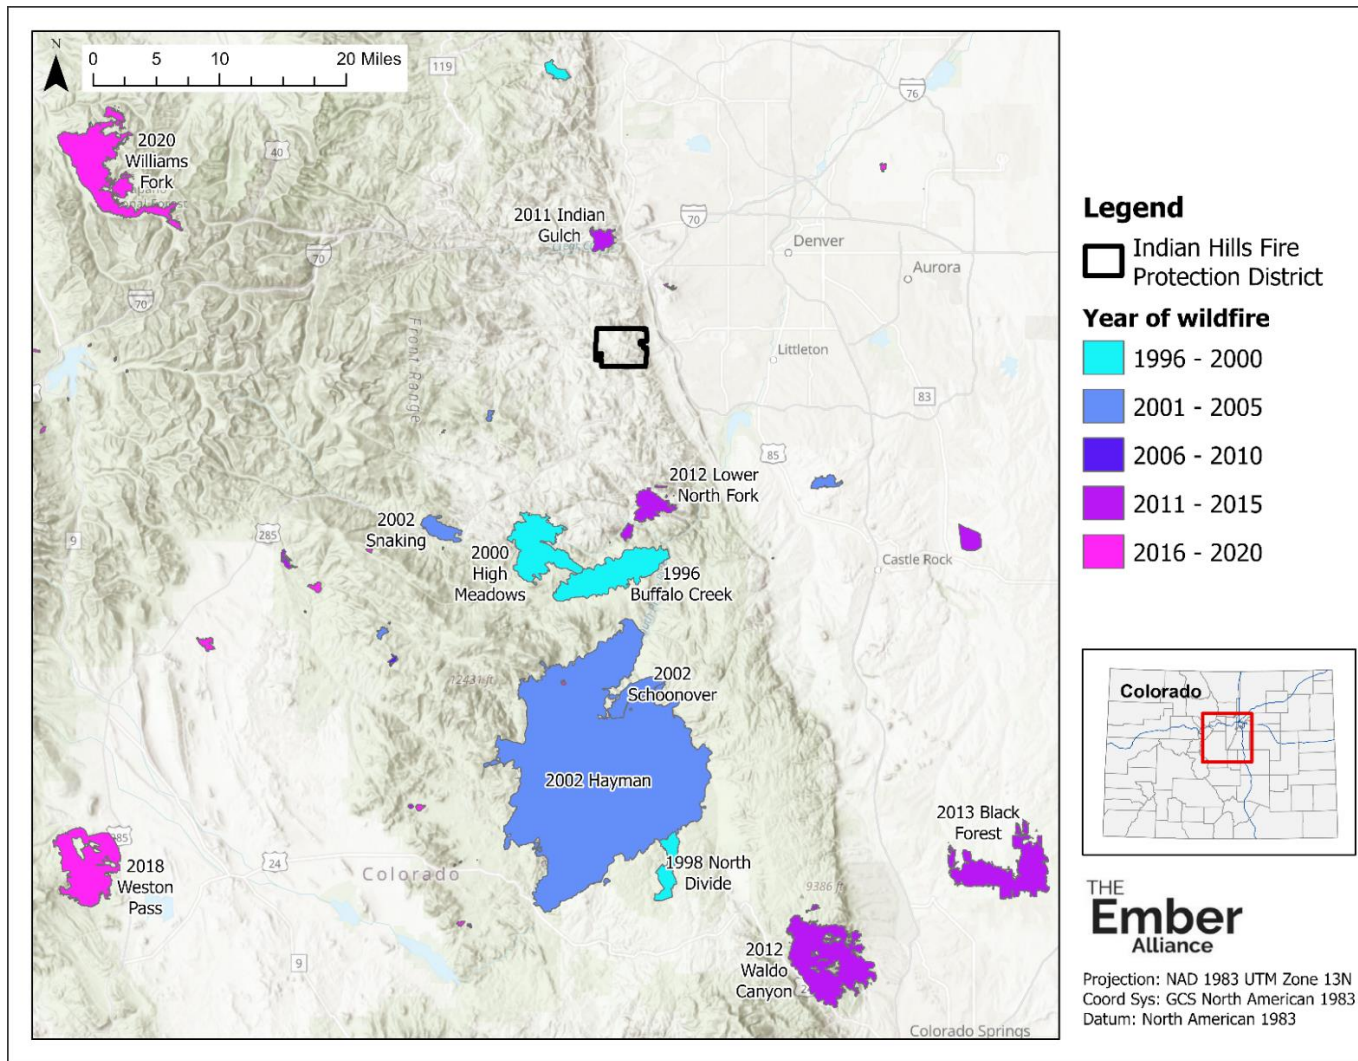 N
0 5 10 20 Miles
119
76
2020
Williams
Fork
40
2011 Indian
Gulch
70
Denver
70
Aurora
70
Front Range
Littleton
83
85
2012 Lower
North Fork
2002
Snaking
285
9
2000
High
Meadows
1996
Buffalo Creek
Castle Rock
12431 ft
2002
Schoonover
2002 Hayman
2013 Black
Forest
285
24
Colorado
2018
Weston
Pass
1998 North
Divide
9386 ft
2012
Waldo
Canyon
24
9
Colorado Springs
Legend
Indian Hills Fire
Protection District
Year of wildfire
1996 - 2000
2001 - 2005
2006 - 2010
2011 - 2015
2016 - 2020
Colorado
THE
Ember
Alliance
Projection: NAD 1983 UTM Zone 13N
Coord Sys: GCS North American 1983
Datum: North American 1983